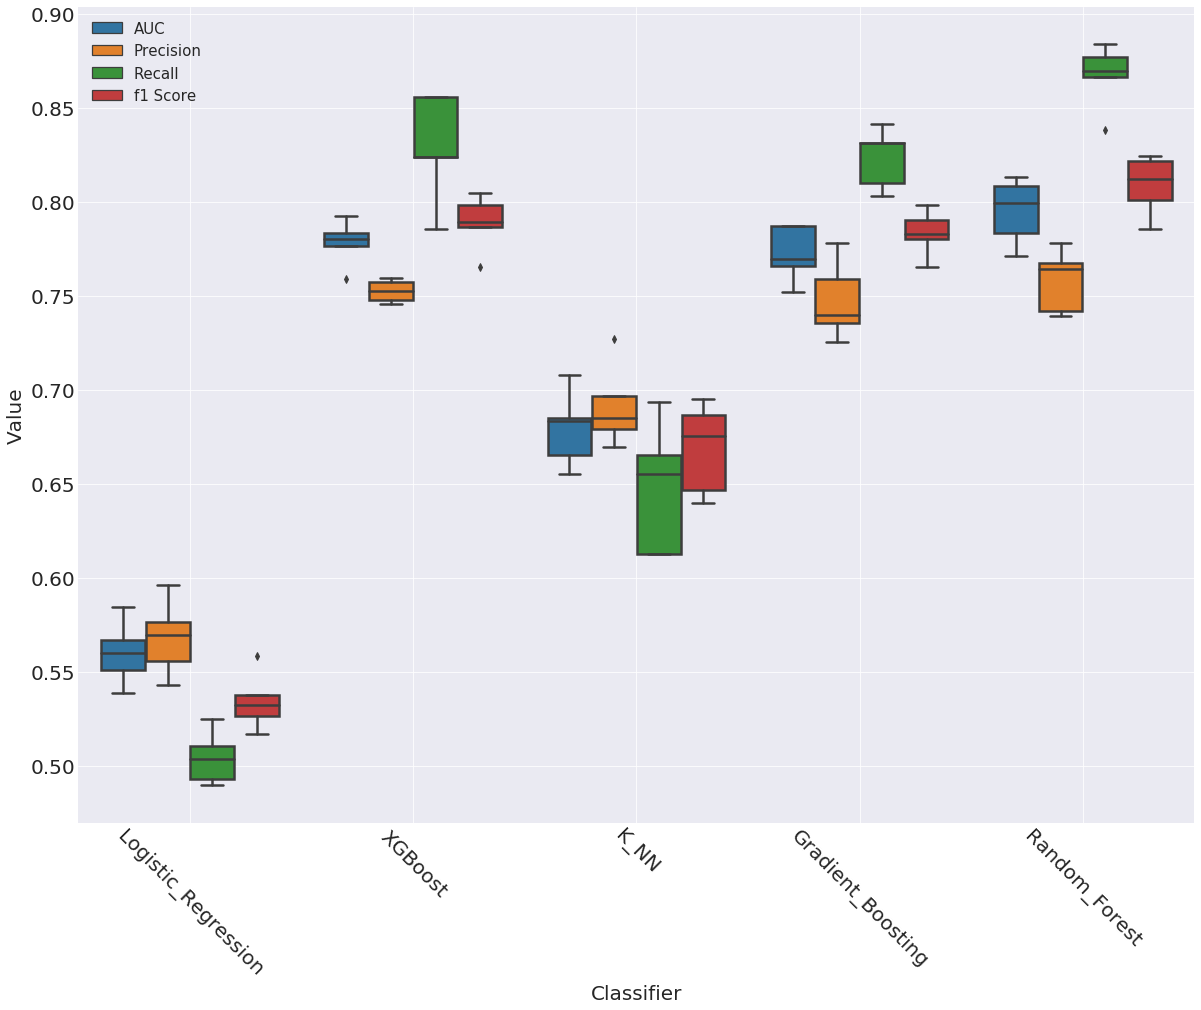 AUC
Precision
Recall
f1 Score
0.90
0.85
0.80
0.75
0.70
0.65
0.60
0.55
0.50
Value
Logistic_Regression
XGBoost
K_NN
Gradient_Boosting
Random_Forest
Classifier